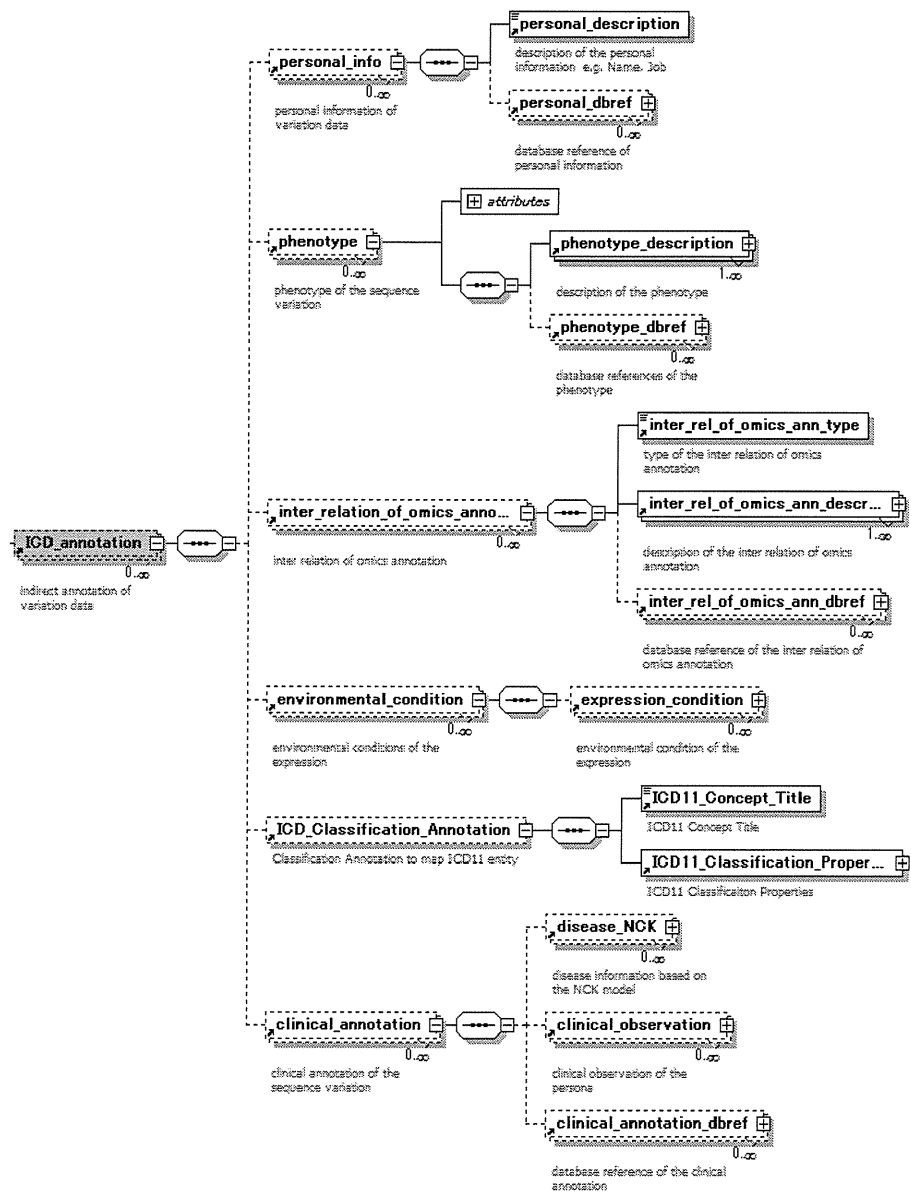 personal_description
description of the personal
information e.g. Name. Job
personal_info
0..∞
personal information of
variation data
personal_dbref
0..∞
database reference of
personal information
attributes
phenotype
0..∞
phenotype of the sequence
variation
phenotype_description
1..∞
description of the phenotype
phenotype_dbref
0..∞
database references of the
phenotype
inter_rel_of_omics_ann_type
type of the inter relation of omics
annotation
inter_relation_of_omics_anno...
0..∞
inter relation of omics annotation
inter_rel_of_omics_ann_descr...
1..∞
description of the inter relation of omics
annotation
inter_rel_of_omics_ann_dbref
0..∞
database reference of the inter relation of
omics annotation
ICD_annotation
0..∞
indirect annotation of
variation data
environmental_condition
0..∞
environmental conditions of the
expression
expression_condition
0..∞
environmental condition of the
expression
ICD_Classification_Annotation
Classification Annotation to map ICD11 entity
ICD11_Concept_Title
ICD11 Concept Title
ICD11_Classification_Proper...
ICD11 Classificaiton Properties
disease_NCK
0..∞
disease information based on
the NCK model
clinical_annotation
0..∞
clinical annotation of the
sequence variation
clinical_observation
0..∞
clinical observation of the
persona
clinical_annotation_dbref
0..∞
database reference of the clinical
annotation